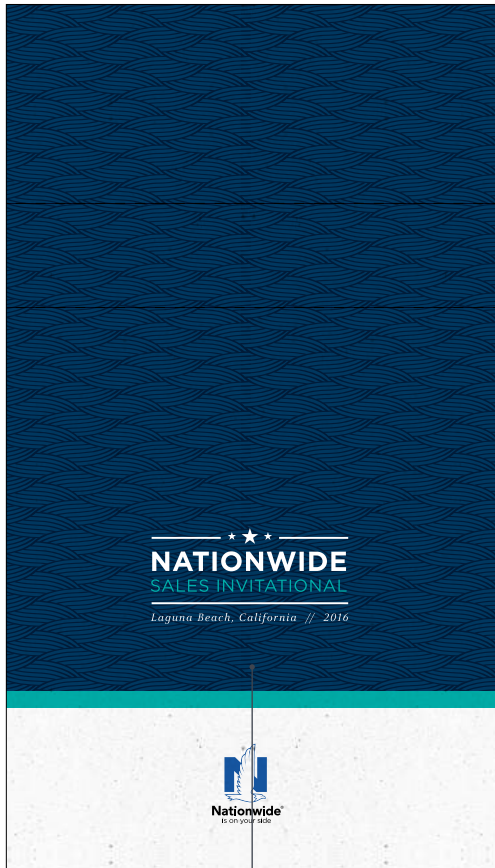 NATIONWIDE
SALES INVITATIONAL
Laguna Beach, California // 2016
N
Nationwide®
is on your side